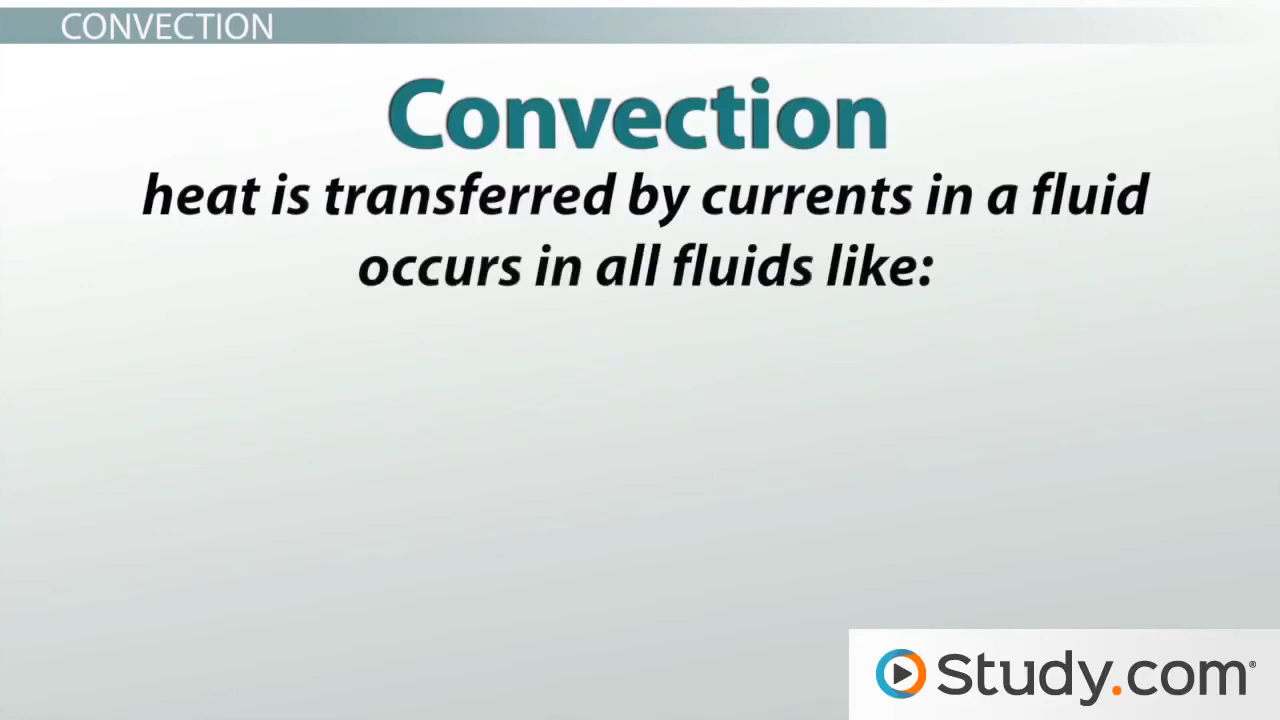 CONVECTION
Convection
heat is transferred by currents in a fluid
occurs in all fluids like:
Study.com®